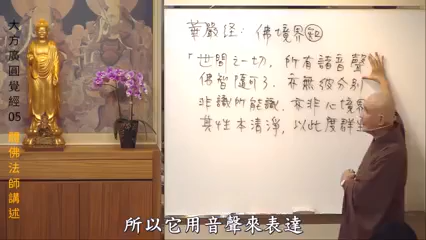 大方廣圓覺經05
體佛法師講述
華嚴經：佛境界
「世間之一切，所有諸音聲
佛智隨了，亦無分別
非識所能識，亦非心境界
其性本清淨，以此度群生
所以它用音聲來表達